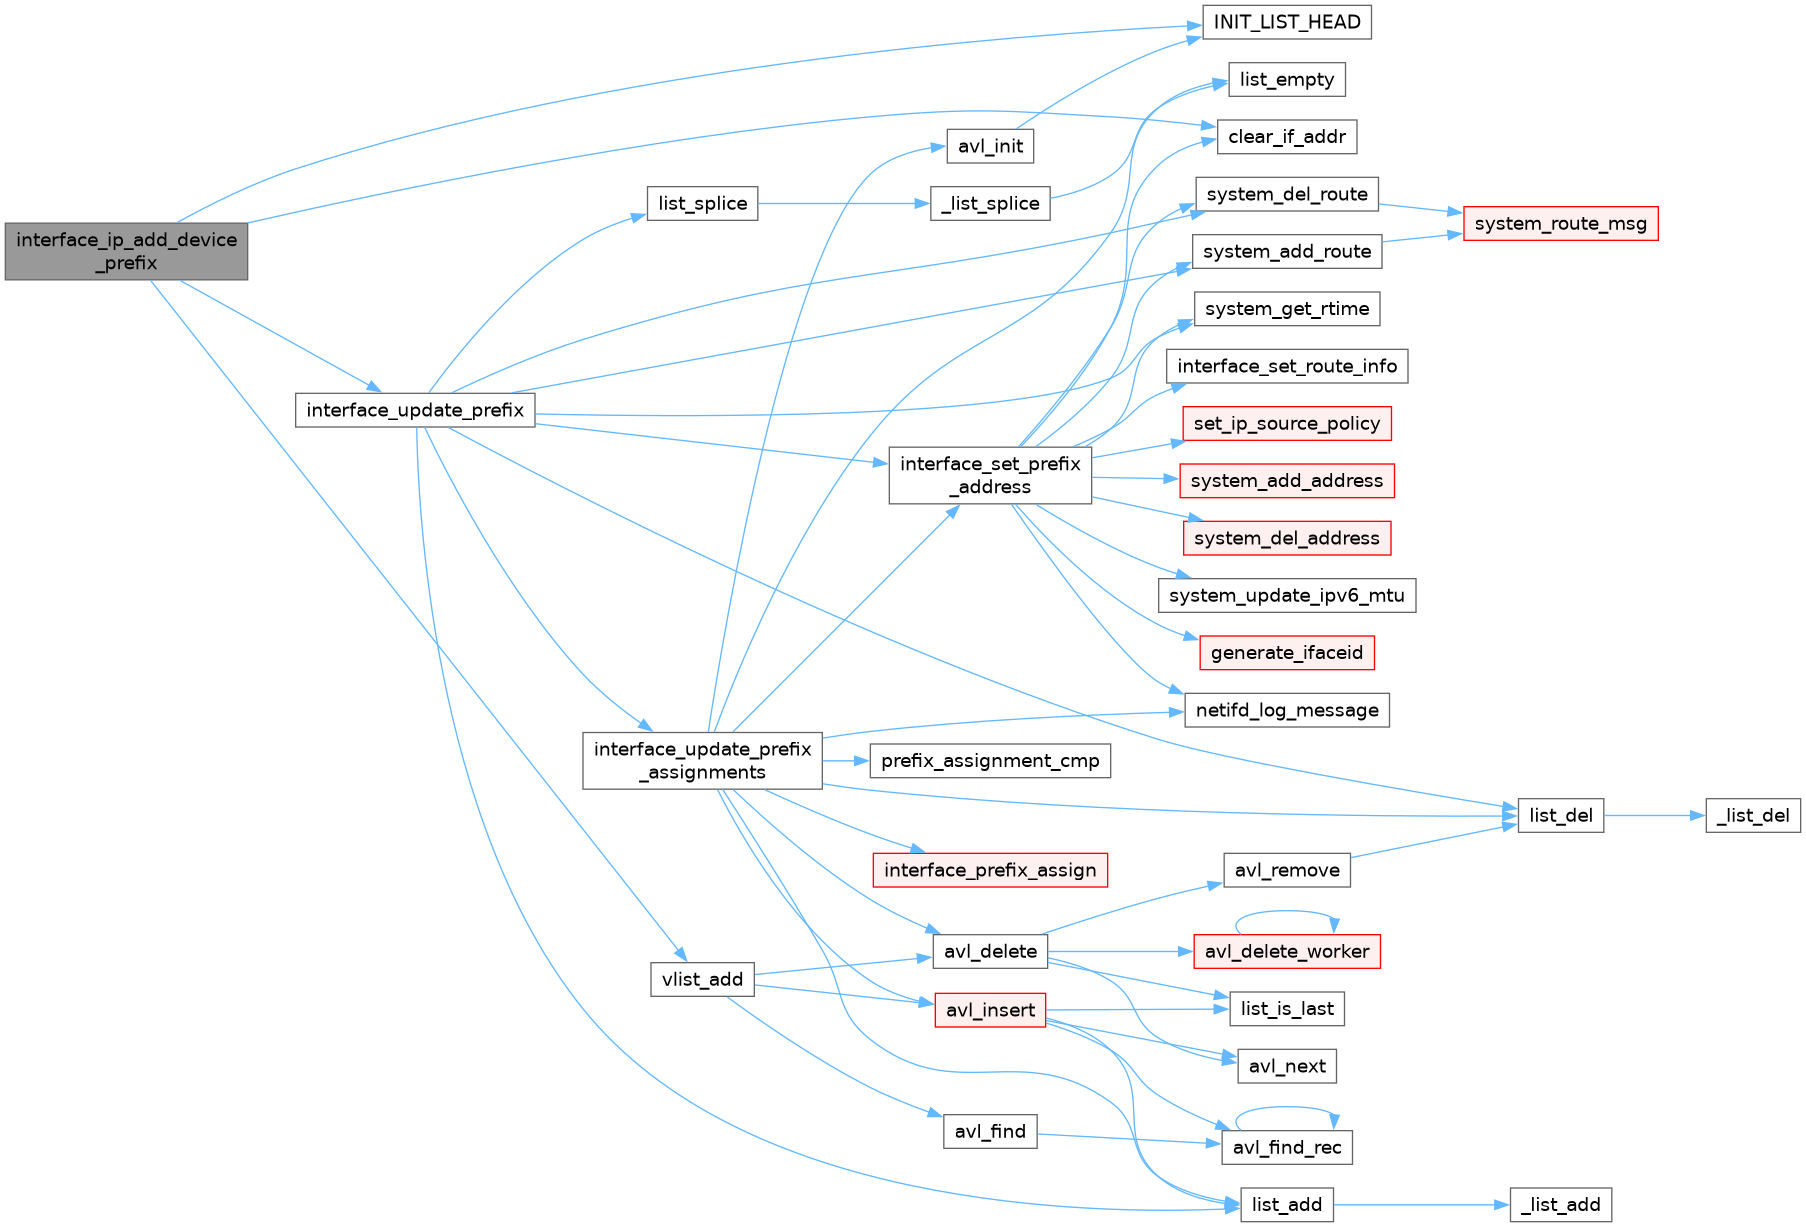 INIT_LIST_HEAD
list_empty
clear_if_addr
avl_init
system_del_route
list_splice
_list_splice
system_route_msg
interface_ip_add_device
_prefix
system_add_route
system_get_rtime
interface_set_route_info
interface_update_prefix
set_ip_source_policy
interface_set_prefix
_address
system_add_address
system_del_address
system_update_ipv6_mtu
generate_ifaceid
netifd_log_message
interface_update_prefix
_assignments
prefix_assignment_cmp
list_del
_list_del
interface_prefix_assign
avl_remove
avl_delete
avl_delete_worker
vlist_add
avl_insert
list_is_last
avl_next
avl_find
avl_find_rec
list_add
_list_add